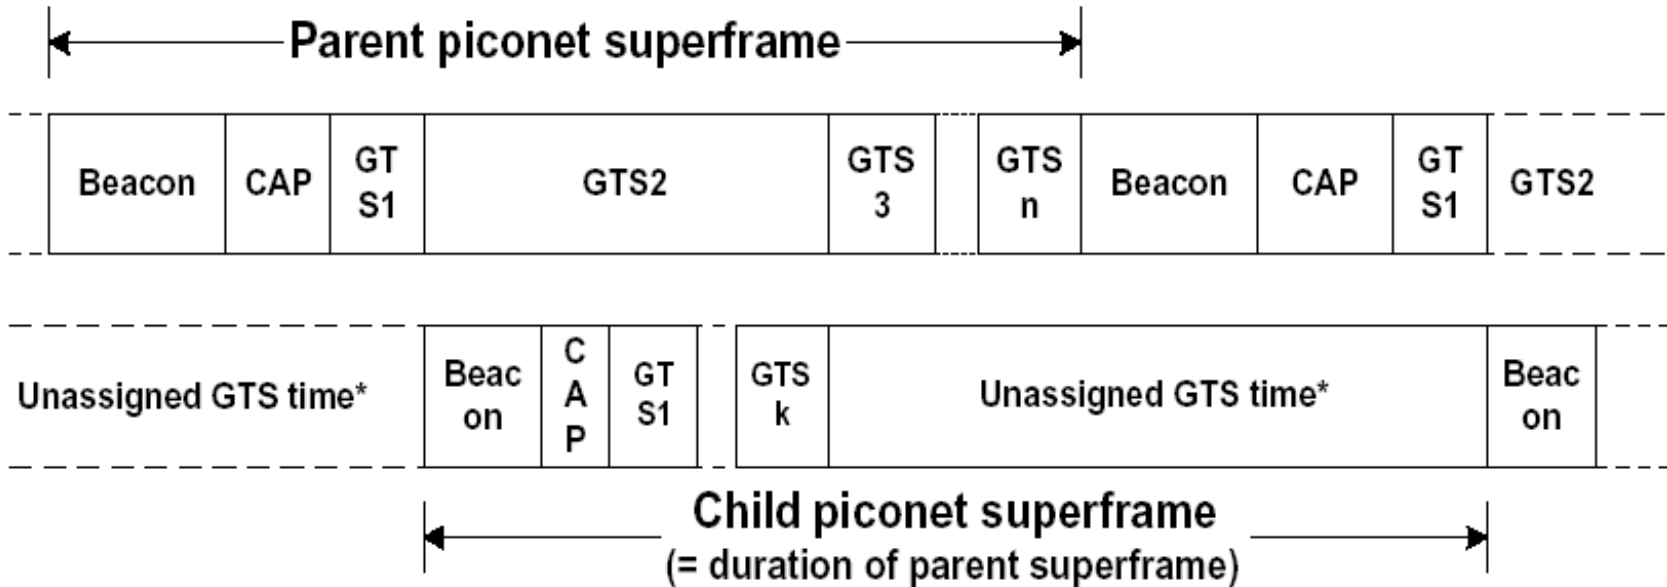 Parent piconet superframe
Beacon
CAP
GT
S1
GTS2
GTS
3
GTS
n
Beacon
CAP
GT
S1
GTS2
Unassigned GTS time*
Beac
on
C
A
P
GT
S1
GTS
k
Unassigned GTS time*
Beac
on
Child piconet superframe
(= duration of parent superframe)